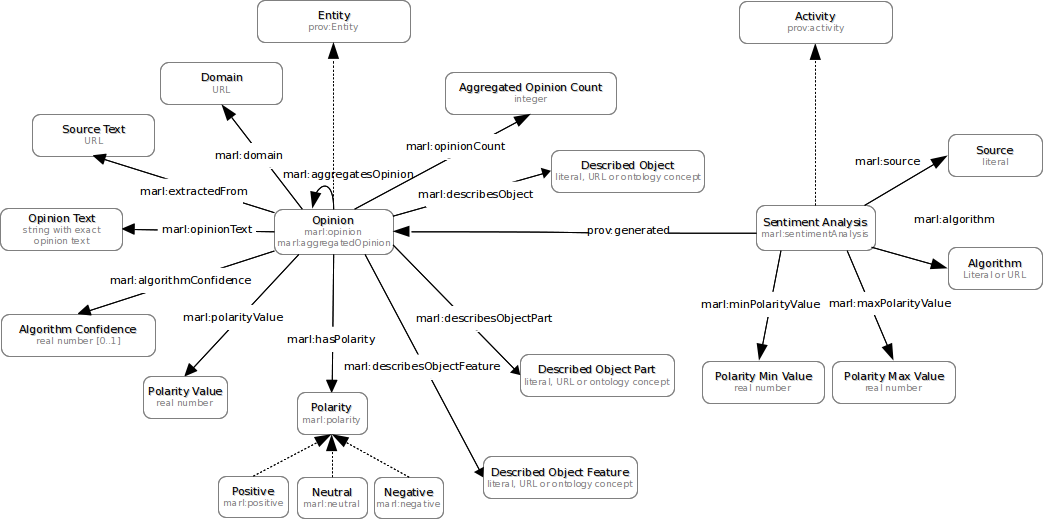 Entity
prov:Entity
Activity
prov:activity
Domain
URL
Aggregated Opinion Count
integer
Source Text
URL
marl:opinionCount
marl:domain
Source
literal
marl:source
Described Object
literal, URL or ontology concept
marl:aggregatesOpinion
marl:extractedFrom
marl:describesObject
Opinion Text
string with exact
opinion text
marl:opinionText
Opinion
marl:opinion
marl:aggregatedOpinion
prov:generated
Sentiment Analysis
marl:sentimentAnalysis
marl:algorithm
Algorithm
Literal or URL
marl:algorithmConfidence
marl:minPolarityValue
marl:maxPolarityValue
marl:polarityValue
marl:describesObjectPart
Algorithm Confidence
real number [0..1]
marl:hasPolarity
marl:describesObjectFeature
Described Object Part
literal, URL or ontology concept
Polarity Min Value
real number
Polarity Max Value
real number
Polarity Value
real number
Polarity
marl:polarity
Described Object Feature
literal, URL or ontology concept
Positive
marl:positive
Neutral
marl:neutral
Negative
marl:negative